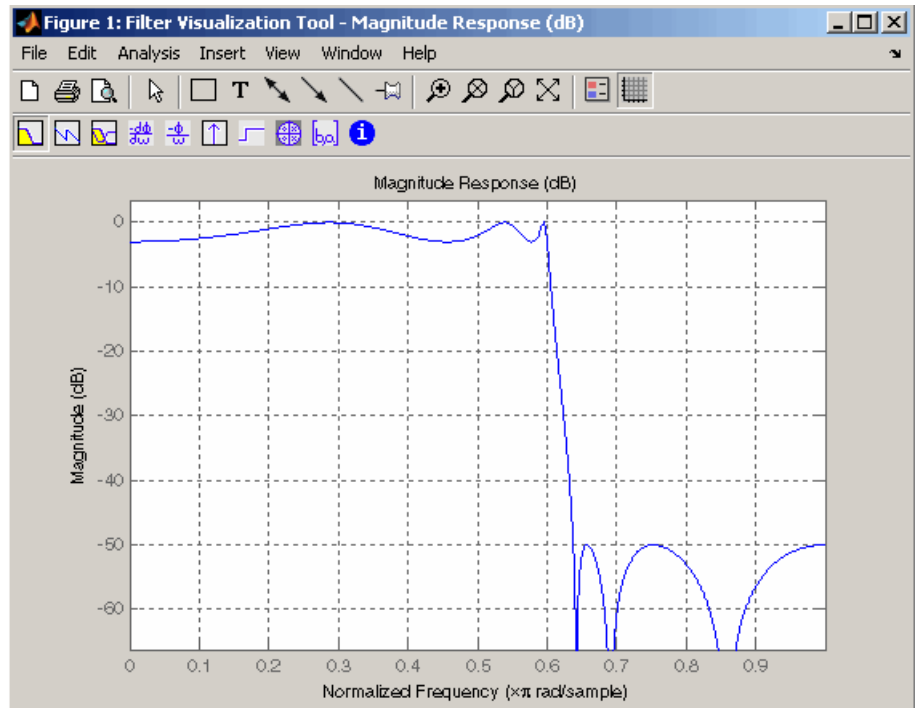 Figure 1: Filter Visualization Tool - Magnitude Response (dB)
File Edit Analysis Insert View Window Help
T
[b,a] i
Magnitude Response (dB)
0
-10
-20
-30
-40
-50
-60
Magnitude (dB)
0 0.1 0.2 0.3 0.4 0.5 0.6 0.7 0.8 0.9
Normalized Frequency (×π rad/sample)